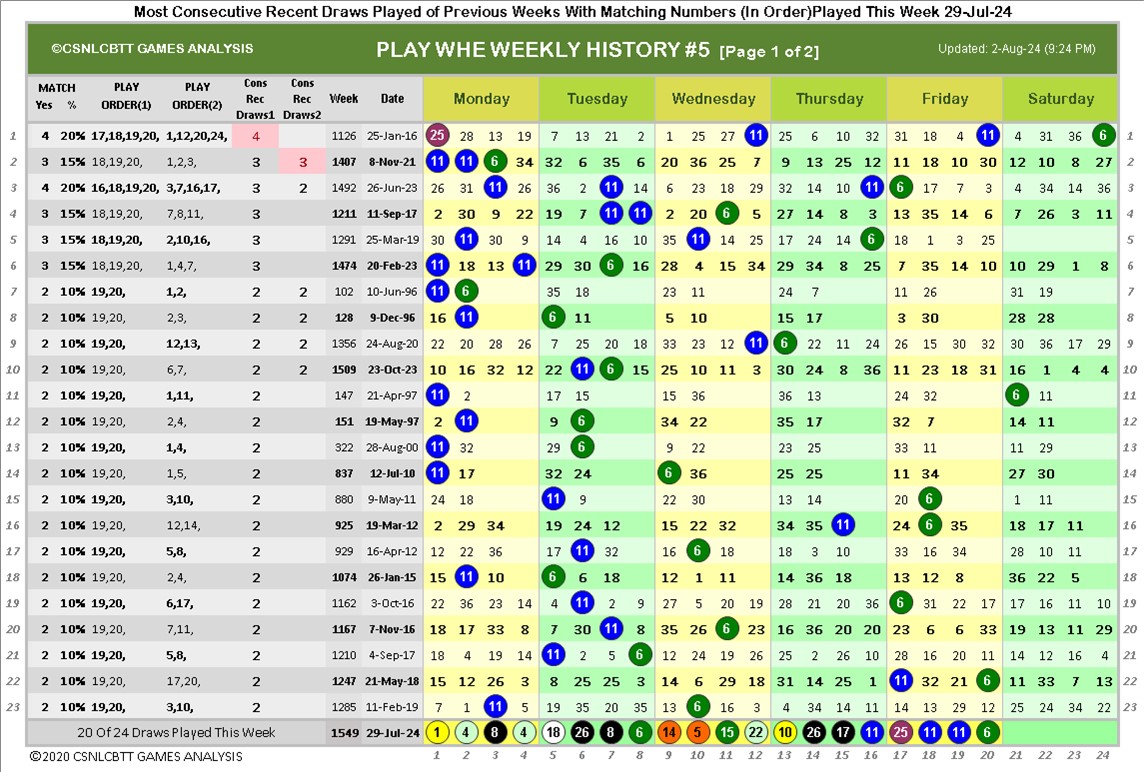 Most Consecutive Recent Draws Played of Previous Weeks With Matching Numbers (In Order)Played This Week 29-Jul-24
©CSNLCBTT GAMES ANALYSIS PLAY WHE WEEKLY HISTORY #5 [Page 1 of 2] Updated: 2-Aug-24 (9:24 PM)
MATCH Yes % PLAY ORDER(1) PLAY ORDER(2) Cons Rec Draws1 Cons Rec Draws2 Week Date Monday Tuesday Wednesday Thursday Friday Saturday
1 4 20% 17,18,19,20, 1,12,20,24, 4 1126 25-Jan-16 25 28 13 19 7 13 21 2 1 25 27 11 25 6 10 32 31 18 4 11 4 31 36 6 1
2 3 15% 18,19,20, 1,2,3, 3 3 1407 8-Nov-21 11 11 6 34 32 6 35 6 20 36 25 7 9 13 25 12 11 18 10 30 12 10 8 27 2
3 4 20% 16,18,19,20, 3,7,16,17, 3 2 1492 26-Jun-23 26 31 11 26 36 2 11 14 6 23 18 29 32 14 10 11 6 17 7 3 4 34 14 36 3
4 3 15% 18,19,20, 7,8,11, 3 1211 11-Sep-17 2 30 9 22 19 7 11 11 2 20 6 5 27 14 8 3 13 35 14 6 7 26 3 11 4
5 3 15% 18,19,20, 2,10,16, 3 1291 25-Mar-19 30 11 30 9 14 4 16 10 35 11 14 25 17 24 14 6 18 1 3 25 5
6 3 15% 18,19,20, 1,4,7, 3 1474 20-Feb-23 11 18 13 11 29 30 6 16 28 4 15 34 29 34 8 25 7 35 14 10 10 29 1 8 6
7 2 10% 19,20, 1,2, 2 2 102 10-Jun-96 11 6 35 18 23 11 24 7 11 26 31 19 7
8 2 10% 19,20, 2,3, 2 2 128 9-Dec-96 16 11 6 11 5 10 15 17 3 30 28 28 8
9 2 10% 19,20, 12,13, 2 2 1356 24-Aug-20 22 20 28 26 7 25 20 18 33 23 12 11 6 22 11 24 26 15 30 32 30 36 17 29 9
10 2 10% 19,20, 6,7, 2 2 1509 23-Oct-23 10 16 32 12 22 11 6 15 25 10 11 3 30 24 8 36 11 23 18 31 16 1 4 4 10
11 2 10% 19,20, 1,11, 2 147 21-Apr-97 11 2 17 15 15 36 36 13 24 32 6 11 11
12 2 10% 19,20, 2,4, 2 151 19-May-97 2 11 9 6 34 22 35 17 32 7 14 11 12
13 2 10% 19,20, 1,4, 2 322 28-Aug-00 11 32 29 6 9 22 23 25 33 11 11 29 13
14 2 10% 19,20, 1,5, 2 837 12-Jul-10 11 17 32 24 6 36 25 25 11 34 27 30 14
15 2 10% 19,20, 3,10, 2 880 9-May-11 24 18 11 9 22 30 13 14 20 6 1 11 15
16 2 10% 19,20, 12,14, 2 925 19-Mar-12 2 29 34 19 24 12 15 22 32 34 35 11 24 6 35 18 17 11 16
17 2 10% 19,20, 5,8, 2 929 16-Apr-12 12 22 36 17 11 32 16 6 18 18 3 10 33 16 34 28 10 11 17
18 2 10% 19,20, 2,4, 2 1074 26-Jan-15 15 11 10 6 6 18 12 1 11 14 36 18 13 12 8 36 22 5 18
19 2 10% 19,20, 6,17, 2 1162 3-Oct-16 22 36 23 14 4 11 2 9 27 5 20 19 28 21 20 36 6 31 22 17 17 16 11 10 19
20 2 10% 19,20, 7,11, 2 1167 7-Nov-16 18 17 33 8 7 30 11 8 35 26 6 23 16 36 20 20 23 6 6 33 19 13 11 29 20
21 2 10% 19,20, 5,8, 2 1210 4-Sep-17 18 4 19 14 11 2 5 6 12 24 19 26 25 2 26 10 28 16 20 11 14 12 16 4 21
22 2 10% 19,20, 17,20, 2 1247 21-May-18 15 12 26 3 8 25 25 3 14 6 29 18 31 14 25 1 11 32 21 6 11 33 7 13 22
23 2 10% 19,20, 3,10, 2 1285 11-Feb-19 7 1 11 5 19 35 20 35 13 6 16 3 4 34 14 11 14 13 29 12 25 24 34 22 23
20 Of 24 Draws Played This Week 1549 29-Jul-24 1 4 8 4 18 26 8 6 14 5 15 22 10 26 17 11 25 11 11 6
©2020 CSNLCBTT GAMES ANALYSIS 1 2 3 4 5 6 7 8 9 10 11 12 13 14 15 16 17 18 19 20 21 22 23 24